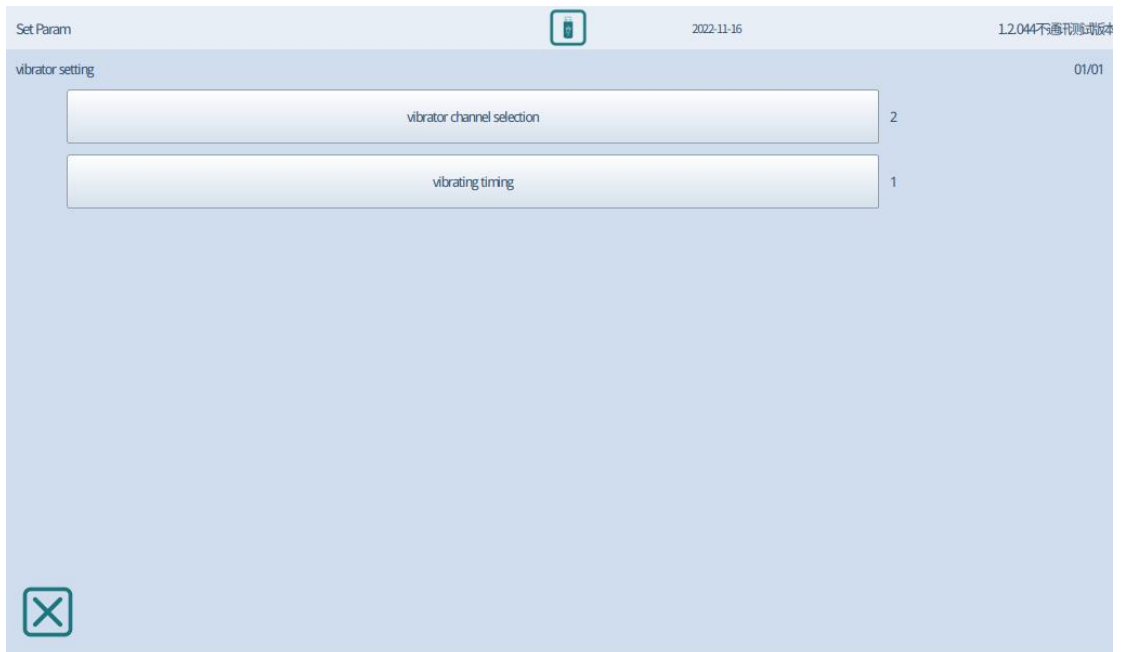 Set Param
2022-11-16
1.2.044不通讯测试版本
vibrator setting
01/01
vibrator channel selection
2
vibrating timing
1